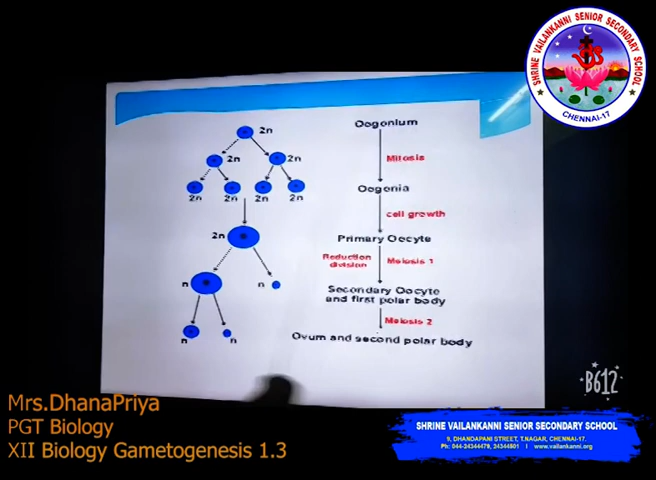 SHRINE VAILANKANNI SENIOR SECONDARY SCHOOL
CHENNAI-17
2n
Oogonium
2n
2n
Mitosis
2n
2n
2n
2n
Oogonia
cell growth
2n
Primary Oocyte
Reduction
division
Meiosis 1
n
n
Secondary Oocyte
and first polar body
Meiosis 2
n
n
Ovum and second polar body
B612
Mrs.DhanaPriya
PGT Biology
XII Biology Gametogenesis 1.3
SHRINE VAILANKANNI SENIOR SECONDARY SCHOOL
9, DHANDAPANI STREET, T.NAGAR, CHENNAI-17.
Ph: 044-24344479, 24344801 | www.vailankanni.org